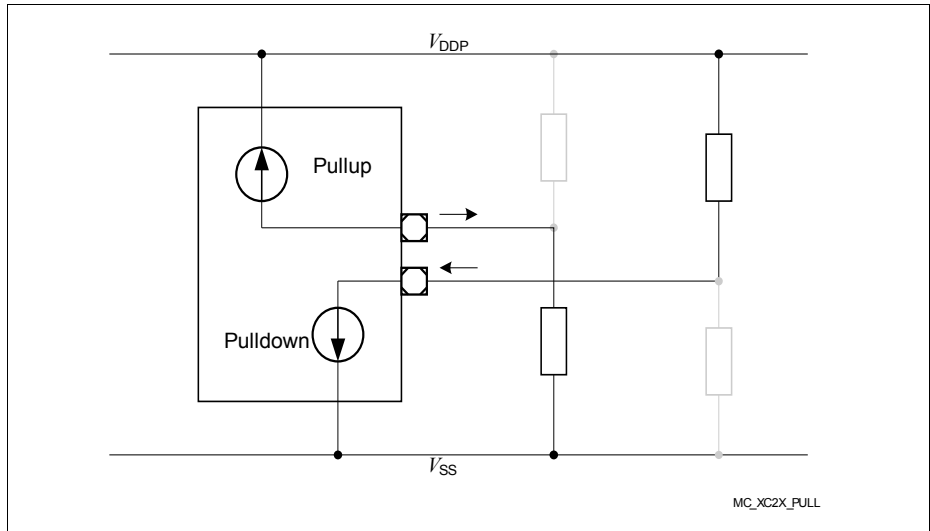 VDDP
Pullup
Pulldown
VSS
MC_XC2X_PULL